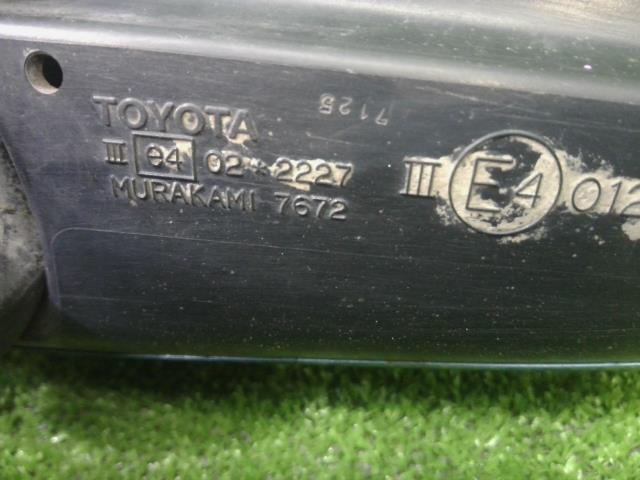 TOYOTA
7125
III e4 02*2227
III E4 012
MURAKAMI 7672